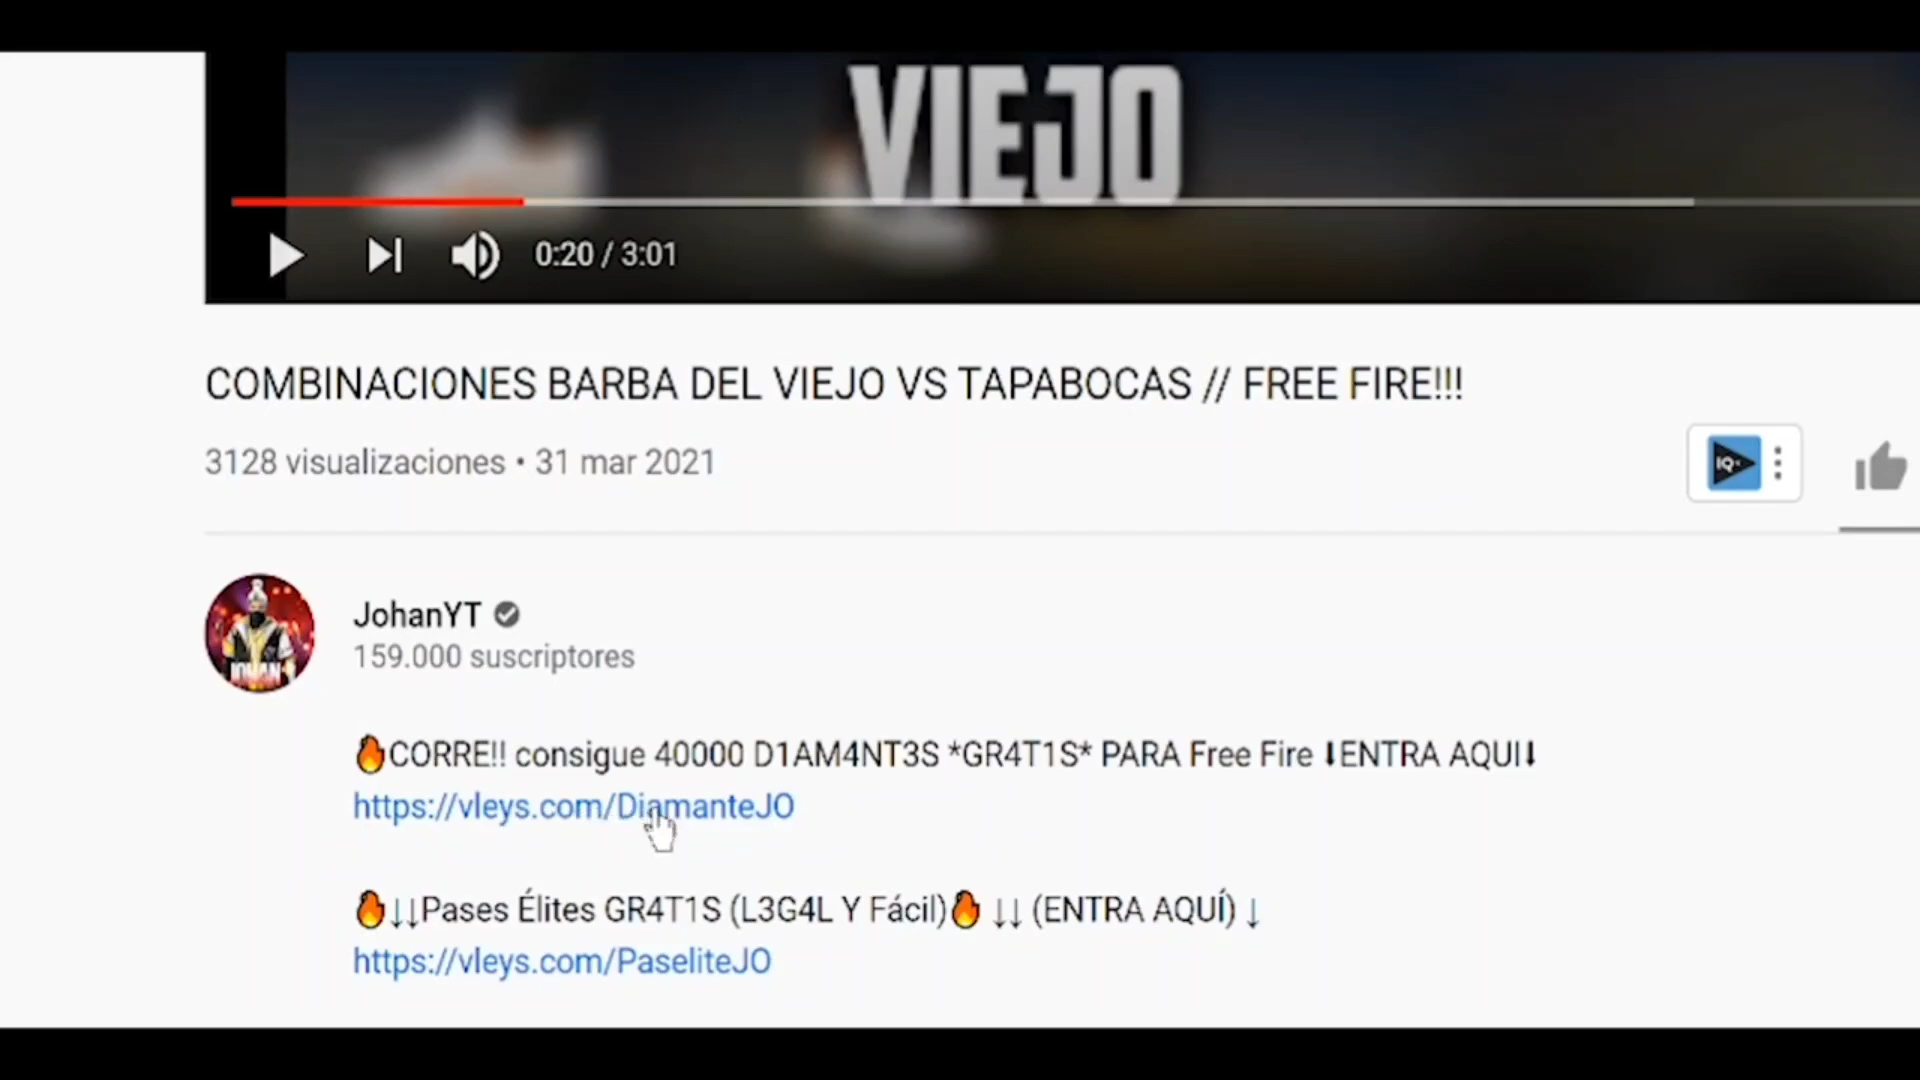 VIEJO
0:20 / 3:01
COMBINACIONES BARBA DEL VIEJO VS TAPABOCAS // FREE FIRE!!!
3128 visualizaciones • 31 mar 2021
IQ
JohanYT
159.000 suscriptores
JOHAN
🔥CORRE!! consigue 40000 D1AM4NT3S *GR4T1S* PARA Free Fire ⬇ENTRA AQUI⬇
https://vleys.com/DiamanteJO
🔥↓↓Pases Élites GR4T1S (L3G4L Y Fácil)🔥 ↓↓ (ENTRA AQUÍ) ↓
https://vleys.com/PaseliteJO